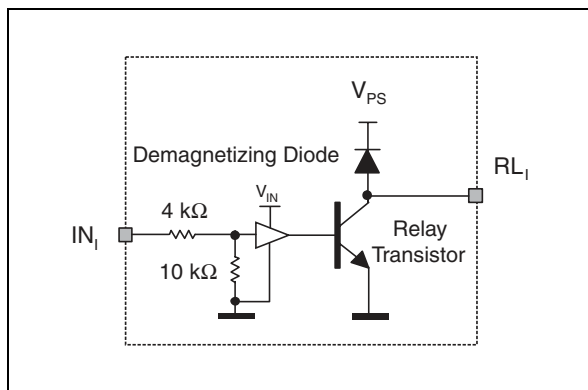 V_PS
Demagnetizing Diode
RL_I
V_IN
4 kΩ
IN_I
Relay
Transistor
10 kΩ